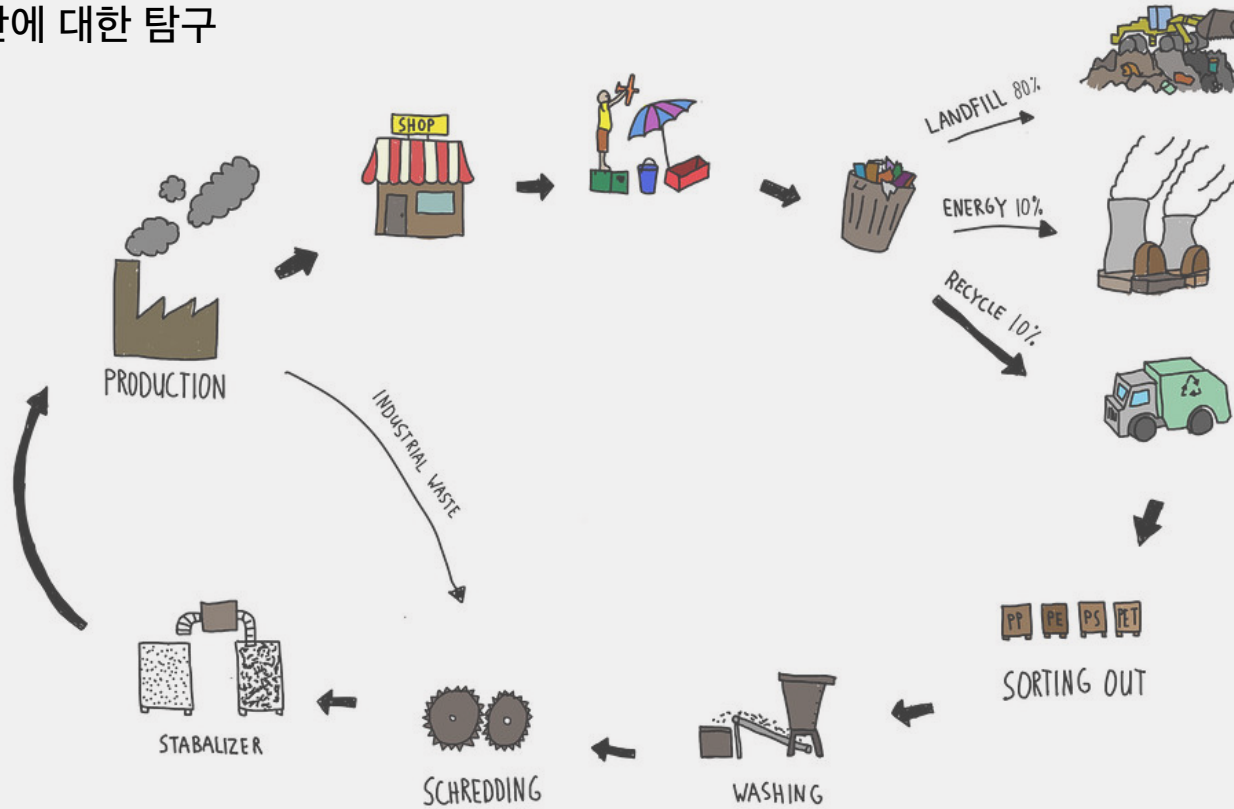 에 대한 탐구
SHOP
LANDFILL 80%
ENERGY 10%
RECYCLE 10%
PRODUCTION
INDUSTRIAL WASTE
PP
PE
PS
PET
SORTING OUT
STABALIZER
SCHREDDING
WASHING